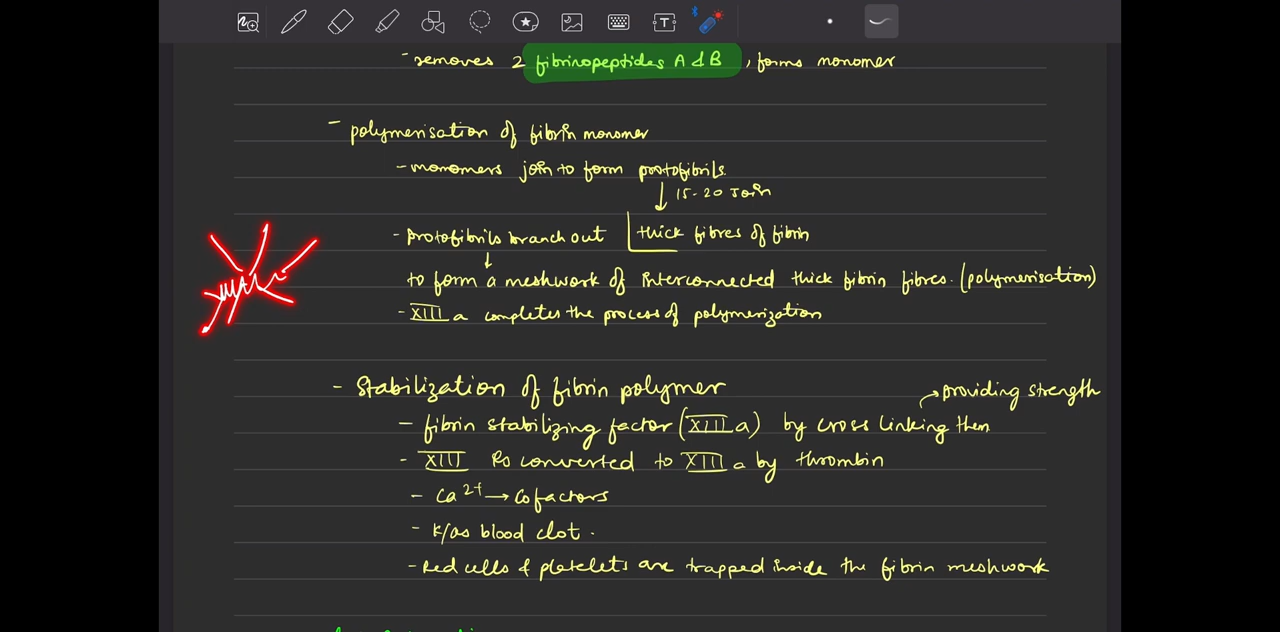 - removes 2 fibrinopeptides A & B, forms monomer
- polymerisation of fibrin monomer
- monomers join to form protofibrils
↓ 15-20 join
- protofibrils branch out thick fibres of fibrin
↓
to form a meshwork of interconnected thick fibrin fibres. (polymerisation)
- XIII a completes the process of polymerization
- Stabilization of fibrin polymer
→ providing strength
- fibrin stabilizing factor (XIII a) by cross linking them
- XIII is converted to XIII a by thrombin
- Ca2+ → cofactors
- K/as blood clot.
- Red cells & platelets are trapped inside the fibrin meshwork